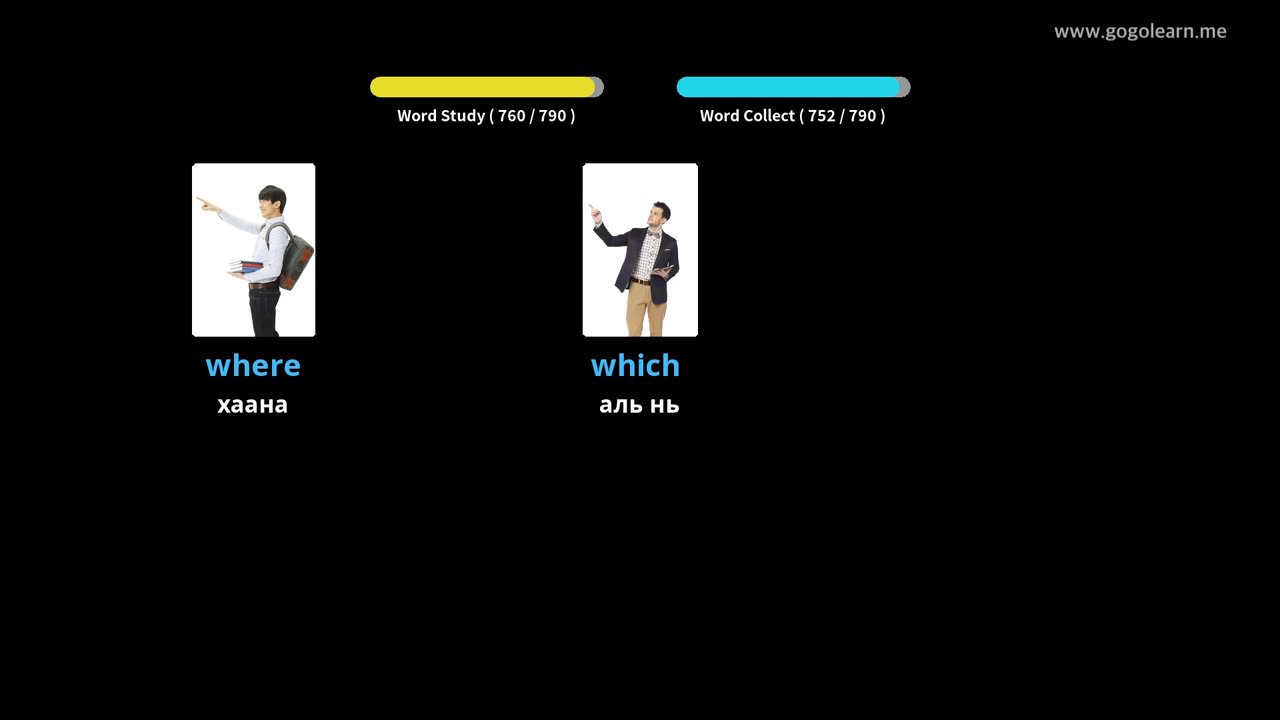 www.gogolearn.me
Word Study ( 760 / 790 )
Word Collect ( 752 / 790 )
where
хаана
which
аль нь